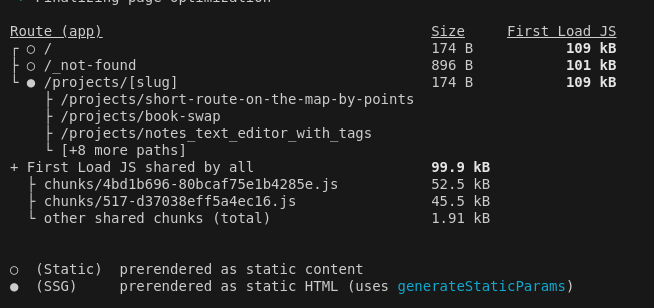 Finalizing page optimization
Route (app) Size First Load JS
┌ ○ / 174 B 109 kB
├ ○ /_not-found 896 B 101 kB
└ ● /projects/[slug] 174 B 109 kB
├ /projects/short-route-on-the-map-by-points
├ /projects/book-swap
├ /projects/notes_text_editor_with_tags
└ [+8 more paths]
+ First Load JS shared by all 99.9 kB
├ chunks/4bd1b696-80bcaf75e1b4285e.js 52.5 kB
├ chunks/517-d37038eff5a4ec16.js 45.5 kB
└ other shared chunks (total) 1.91 kB
○ (Static) prerendered as static content
● (SSG) prerendered as static HTML (uses generateStaticParams)